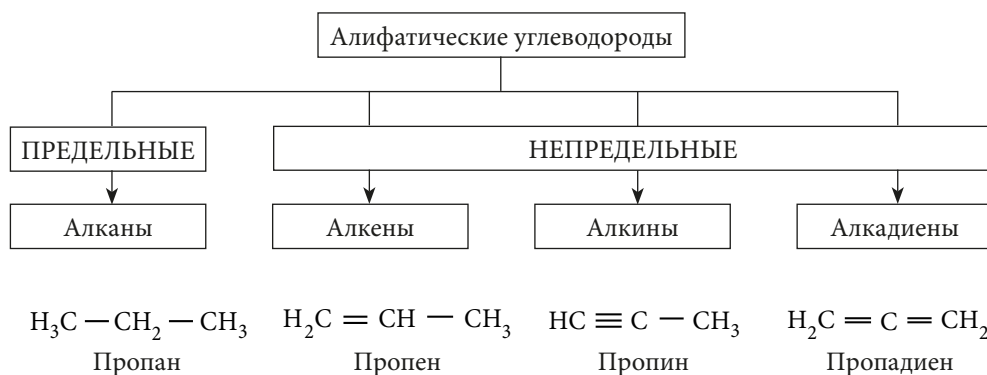 Алифатические углеводороды
ПРЕДЕЛЬНЫЕ НЕПРЕДЕЛЬНЫЕ
Алканы Алкены Алкины Алкадиены
H₃C — CH₂ — CH₃ H₂C = CH — CH₃ HC ≡ C — CH₃ H₂C = C = CH₂
Пропан Пропен Пропин Пропадиен